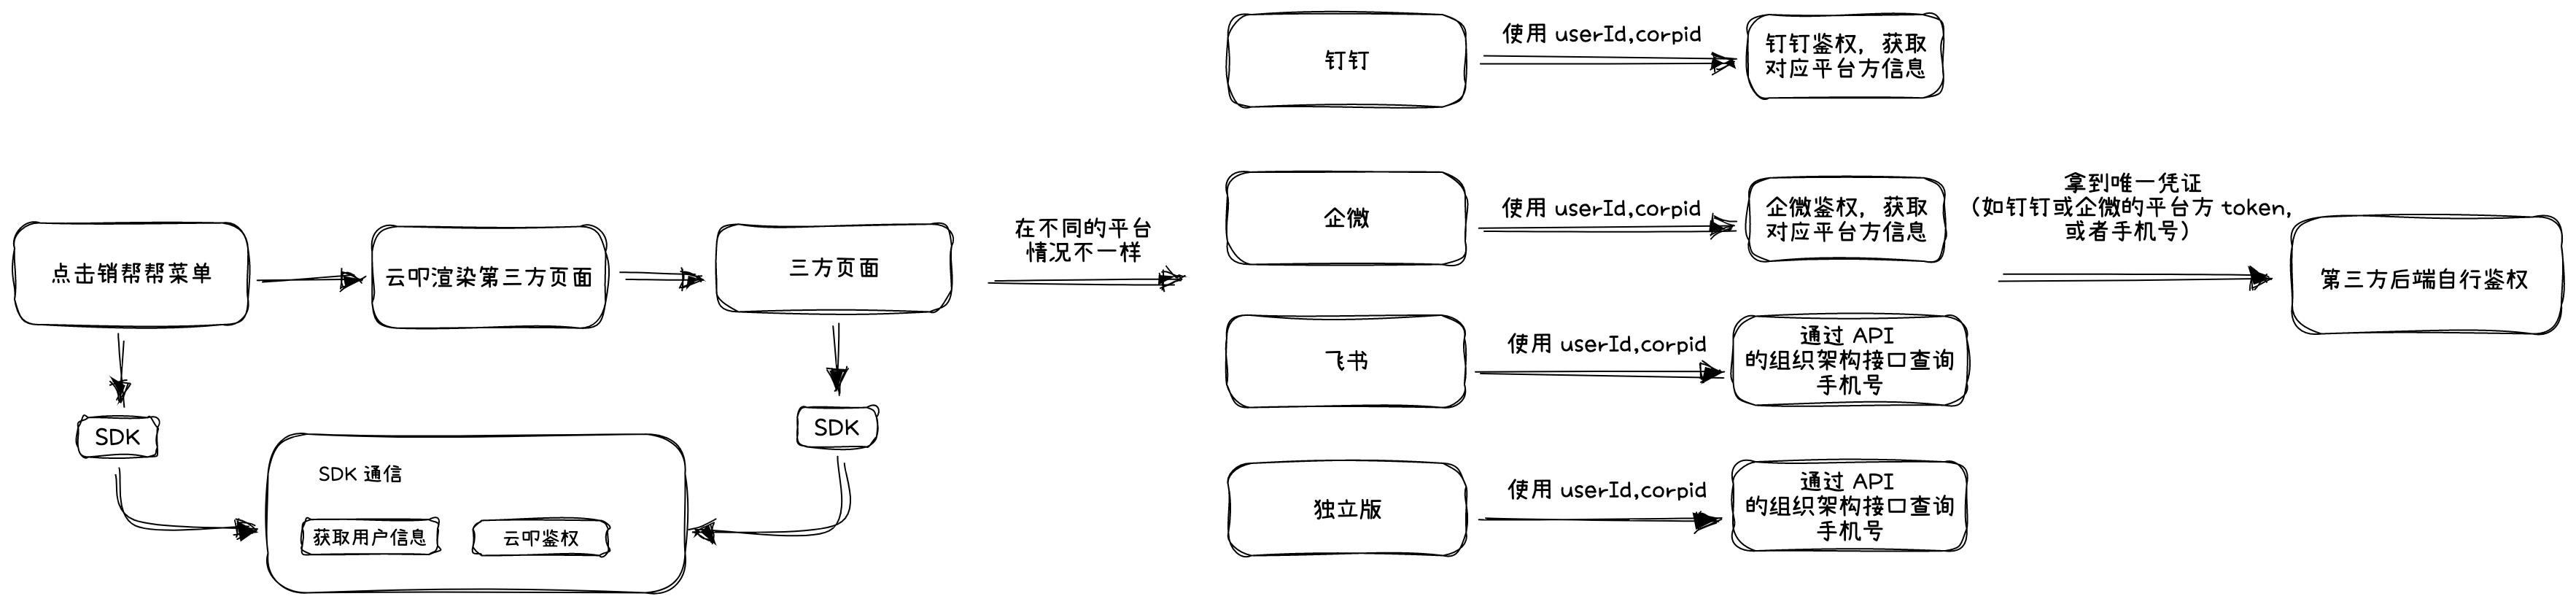 点击销帮帮菜单
云叩渲染第三方页面
三方页面
SDK
SDK
SDK 通信
获取用户信息
云叩鉴权
在不同的平台
情况不一样
钉钉
使用 userId,corpid
钉钉鉴权，获取
对应平台方信息
企微
使用 userId,corpid
企微鉴权，获取
对应平台方信息
飞书
使用 userId,corpid
通过 API
的组织架构接口查询
手机号
独立版
使用 userId,corpid
通过 API
的组织架构接口查询
手机号
拿到唯一凭证
（如钉钉或企微的平台方 token,
或者手机号）
第三方后端自行鉴权